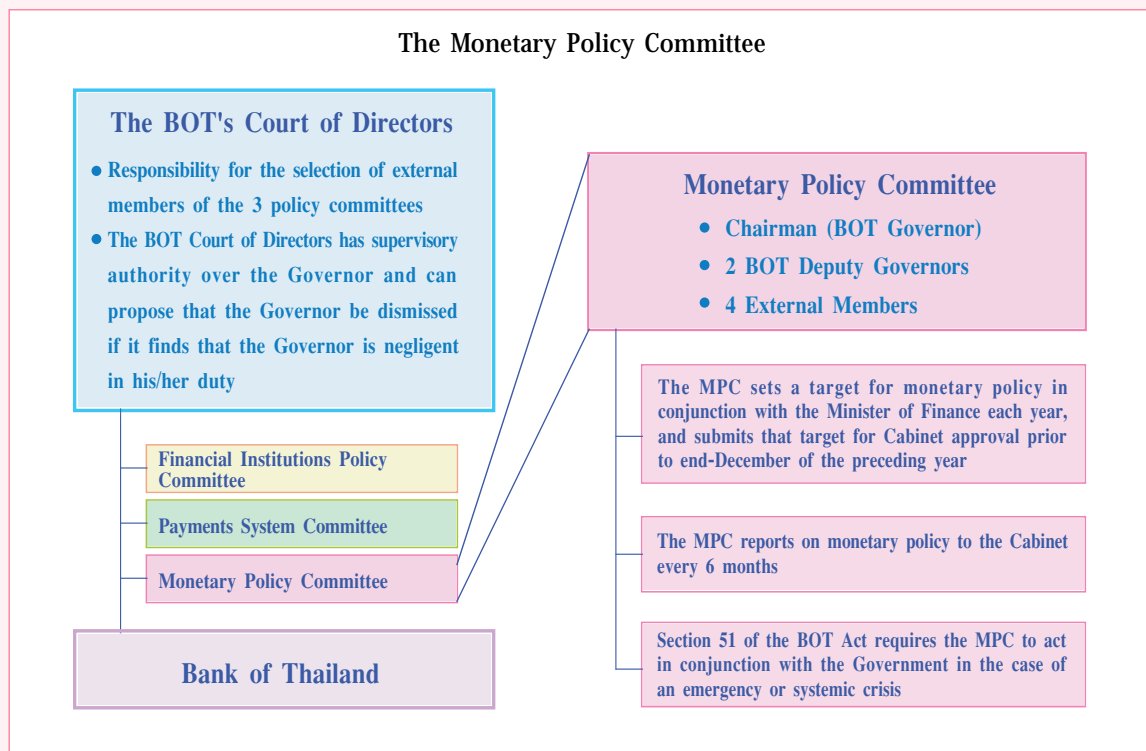 The Monetary Policy Committee
The BOT's Court of Directors
• Responsibility for the selection of external
members of the 3 policy committees
• The BOT Court of Directors has supervisory
authority over the Governor and can
propose that the Governor be dismissed
if it finds that the Governor is negligent
in his/her duty
Financial Institutions Policy
Committee
Payments System Committee
Monetary Policy Committee
Bank of Thailand
Monetary Policy Committee
• Chairman (BOT Governor)
• 2 BOT Deputy Governors
• 4 External Members
The MPC sets a target for monetary policy in
conjunction with the Minister of Finance each year,
and submits that target for Cabinet approval prior
to end-December of the preceding year
The MPC reports on monetary policy to the Cabinet
every 6 months
Section 51 of the BOT Act requires the MPC to act
in conjunction with the Government in the case of
an emergency or systemic crisis